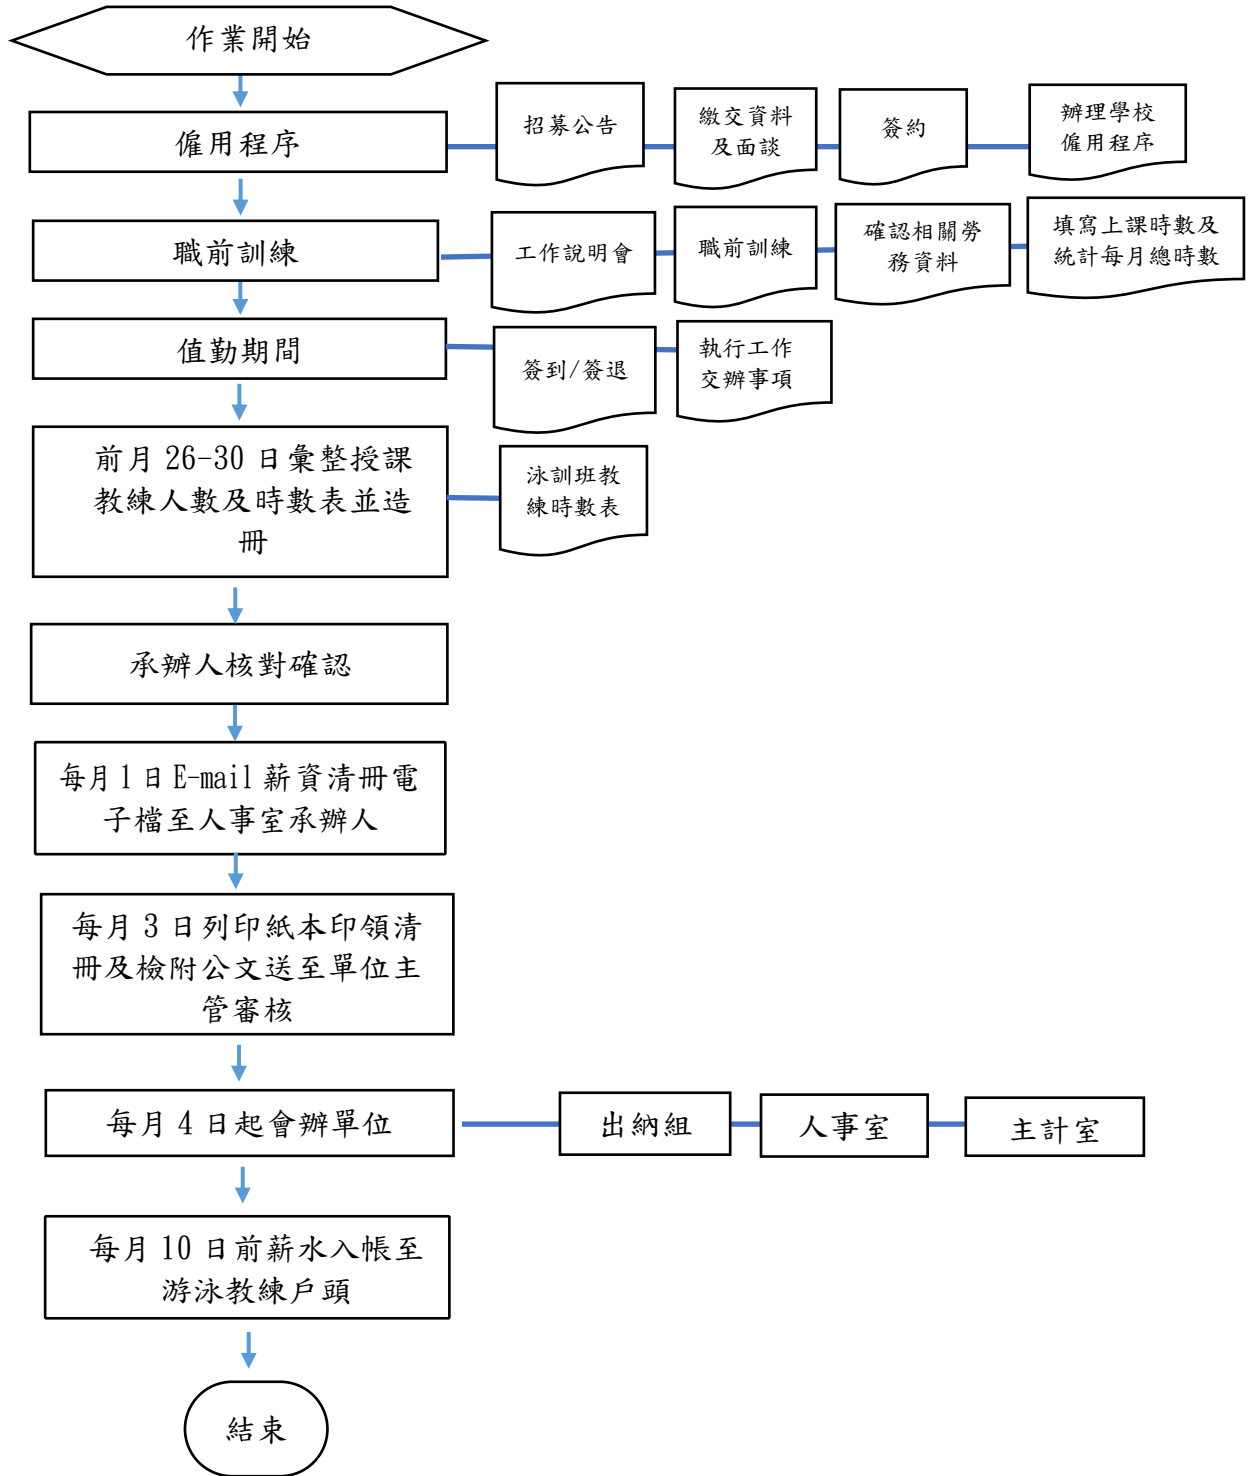 作業開始
僱用程序
招募公告
繳交資料
及面談
簽約
辦理學校
僱用程序
職前訓練
工作說明會
職前訓練
確認相關勞
務資料
填寫上課時數及
統計每月總時數
值勤期間
簽到/簽退
執行工作
交辦事項
前月 26-30 日彙整授課
教練人數及時數表並造
冊
泳訓班教
練時數表
承辦人核對確認
每月 1 日 E-mail 薪資清冊電
子檔至人事室承辦人
每月 3 日列印紙本印領清
冊及檢附公文送至單位主
管審核
每月 4 日起會辦單位
出納組
人事室
主計室
每月 10 日前薪水入帳至
游泳教練戶頭
結束